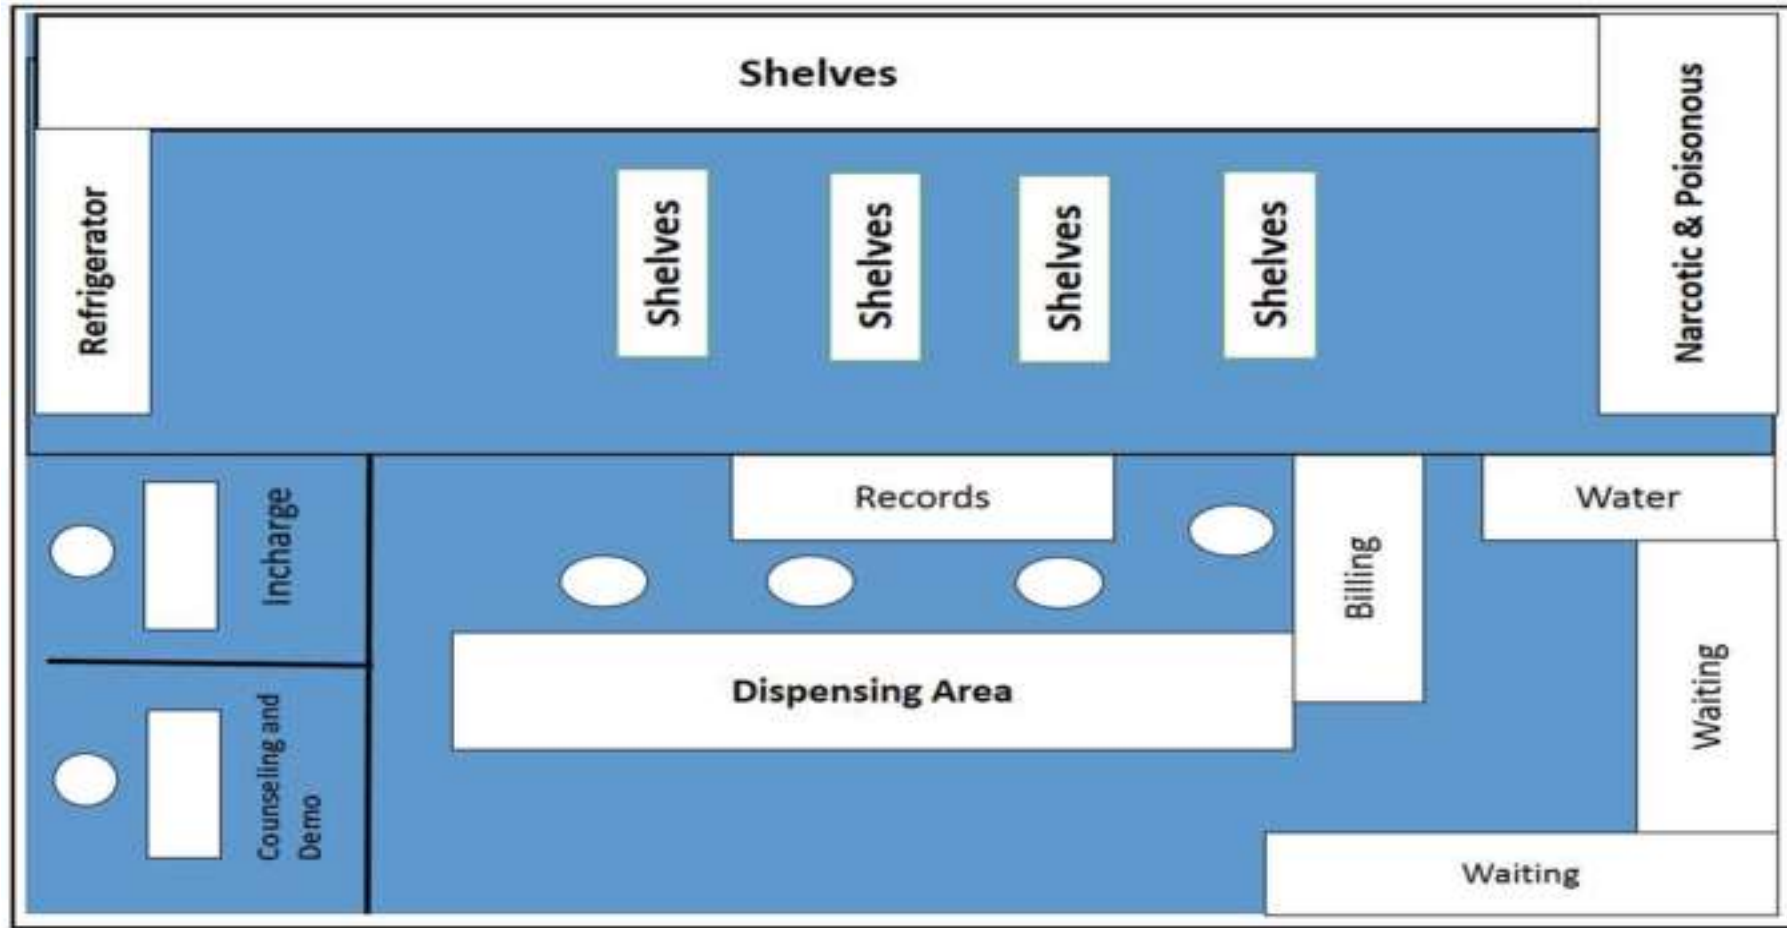 Shelves
Refrigerator
Shelves
Shelves
Shelves
Shelves
Narcotic & Poisonous
Incharge
Records
Billing
Water
Counseling and
Demo
Dispensing Area
Waiting
Waiting